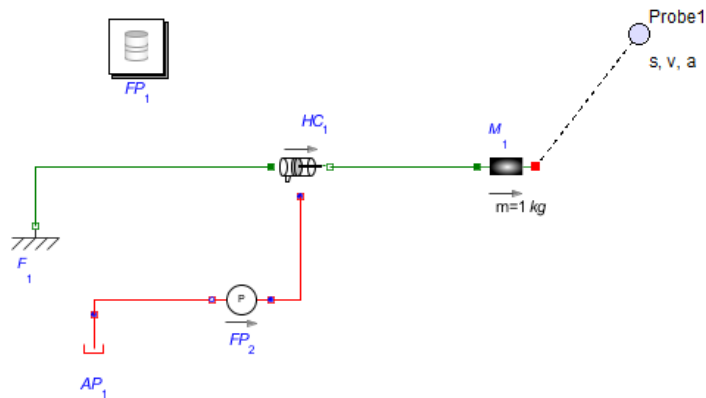 Probe1
s, v, a
FP1
HC1
M1
m=1 kg
F1
P
FP2
AP1